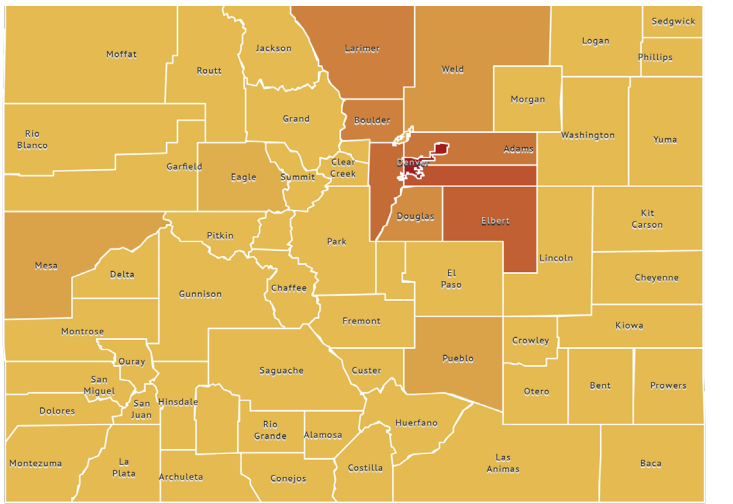 Sedgwick
Moffat
Jackson
Larimer
Logan
Routt
Weld
Phillips
Morgan
Grand
Boulder
Rio
Blanco
Washington
Yuma
Adams
Denver
Clear
Creek
Garfield
Eagle
Summit
Douglas
Elbert
Kit
Carson
Pitkin
Park
Lincoln
Mesa
Delta
El
Paso
Cheyenne
Gunnison
Chaffee
Fremont
Kiowa
Montrose
Crowley
Ouray
Pueblo
Saguache
Custer
San
Miguel
Otero
Bent
Prowers
Dolores
San
Juan
Hinsdale
Rio
Grande
Alamosa
Huerfano
Montezuma
La
Plata
Archuleta
Conejos
Costilla
Las
Animas
Baca